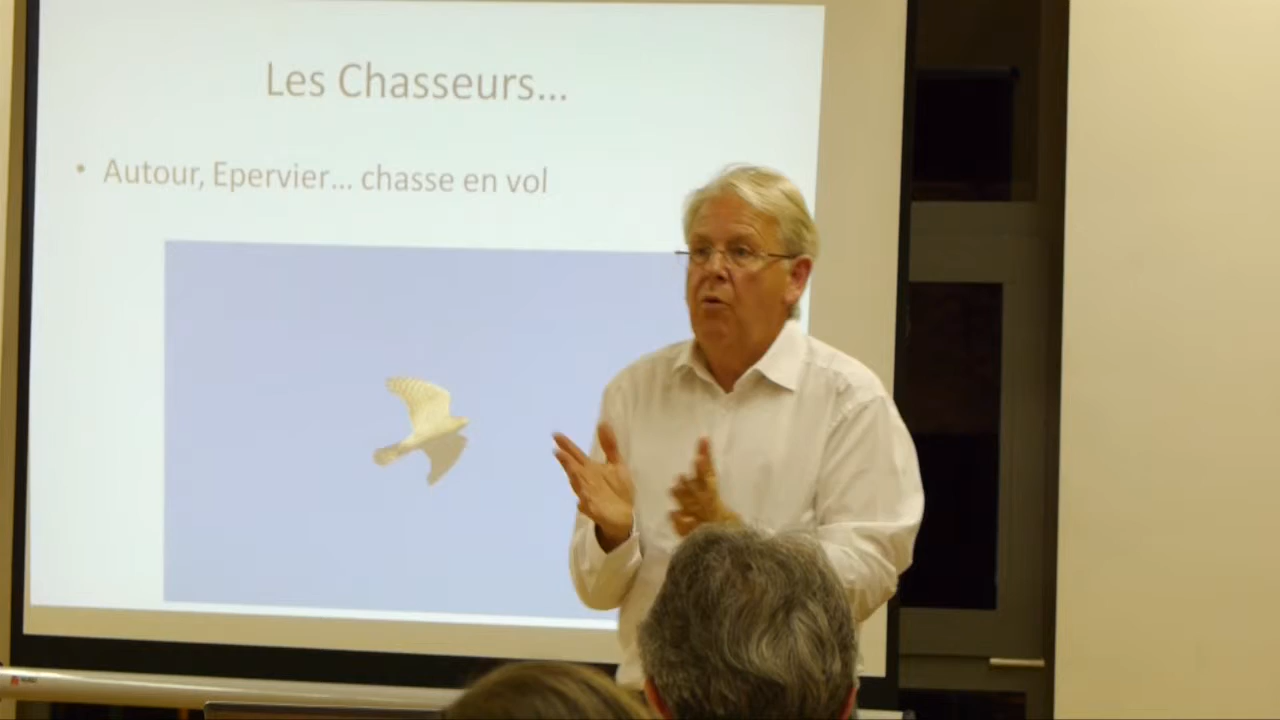 Les Chasseurs...
• Autour, Epervier... chasse en vol